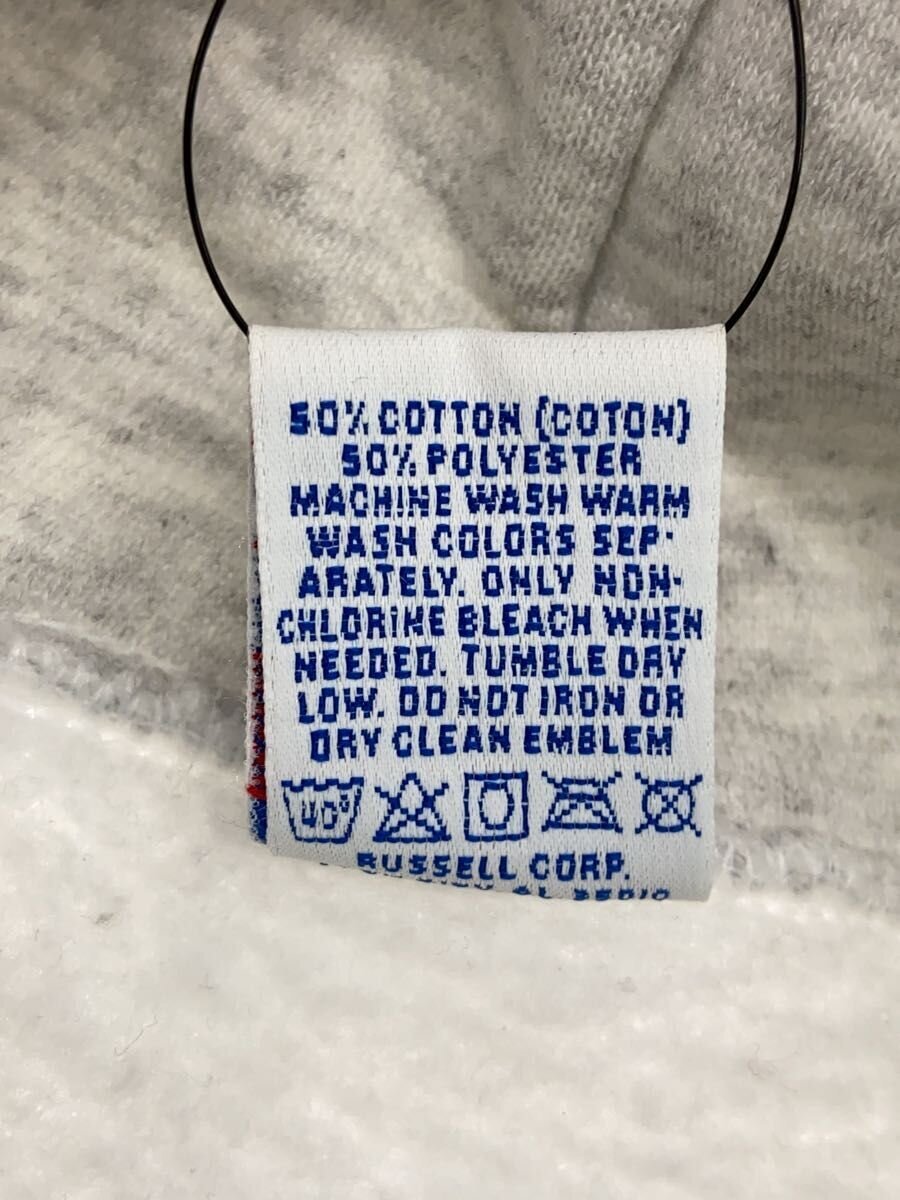 50% COTTON (COTON)
50% POLYESTER
MACHINE WASH WARM
WASH COLORS SEP-
ARATELY. ONLY NON-
CHLORINE BLEACH WHEN
NEEDED. TUMBLE DRY
LOW. DO NOT IRON OR
DRY CLEAN EMBLEM
40°
RUSSELL CORP.